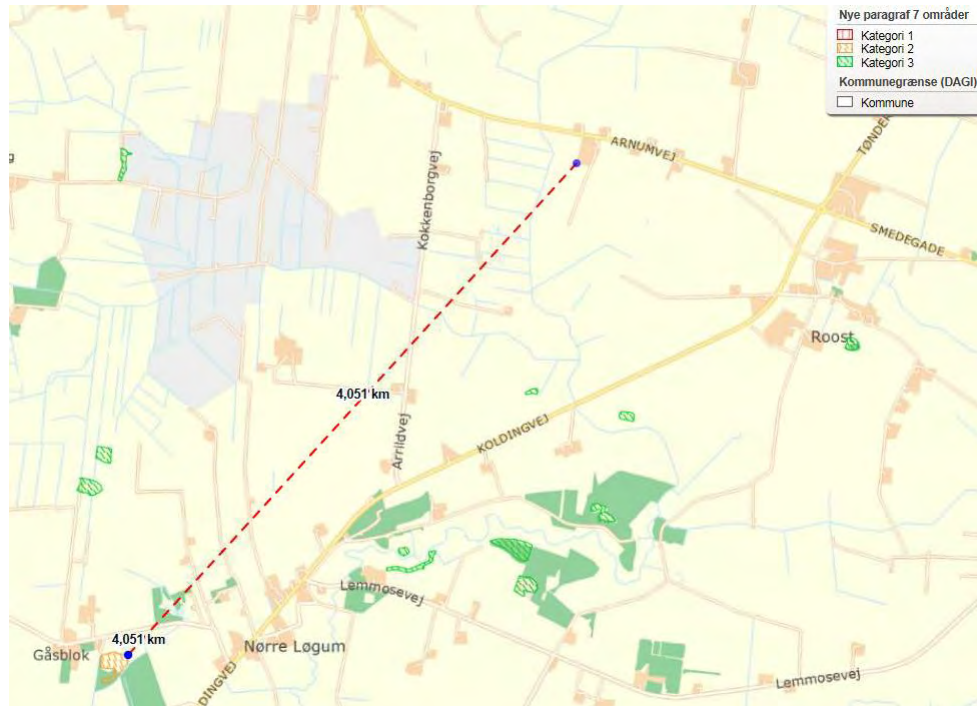 Nye paragraf 7 områder
Kategori 1
Kategori 2
Kategori 3
Kommunegrænse (DAGI)
Kommune
ARNUMVEJ
TØNDER
SMEDEGADE
Kokkenborgvej
Roost
4,051 km
Arrildvej
KOLDINGVEJ
Lemmosevej
4,051 km
Gåsblok
Nørre Løgum
DINGVEJ
Lemmosevej